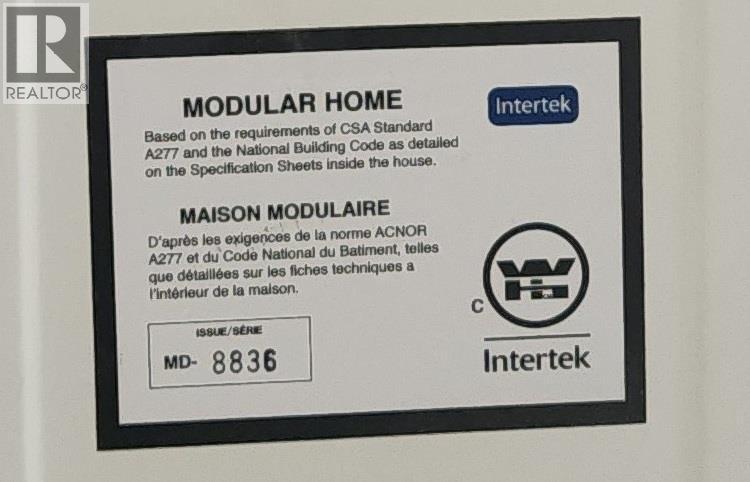 R
REALTOR®
MODULAR HOME
Based on the requirements of CSA Standard
A277 and the National Building Code as detailed
on the Specification Sheets inside the house.
Intertek
MAISON MODULAIRE
D'après les exigences de la norme ACNOR
A277 et du Code National du Batiment, telles
que détaillées sur les fiches techniques a
l'intérieur de la maison.
ISSUE/SÉRIE
MD- 8836
WH
C
Intertek